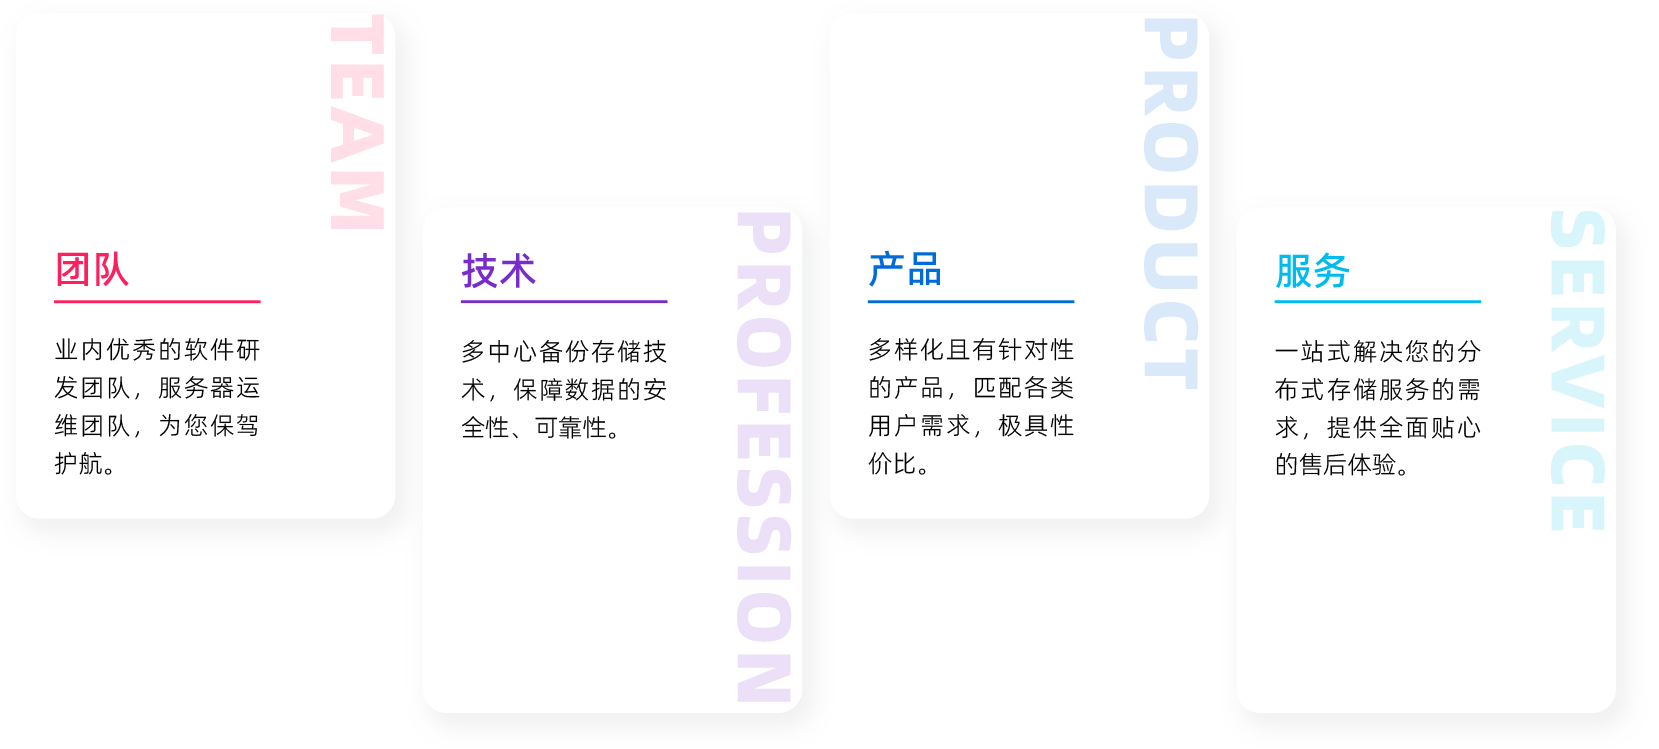 TEAM
团队
业内优秀的软件研
发团队，服务器运
维团队，为您保驾
护航。
PROFESSION
技术
多中心备份存储技
术，保障数据的安
全性、可靠性。
PRODUCT
产品
多样化且有针对性
的产品，匹配各类
用户需求，极具性
价比。
SERVICE
服务
一站式解决您的分
布式存储服务的需
求，提供全面贴心
的售后体验。